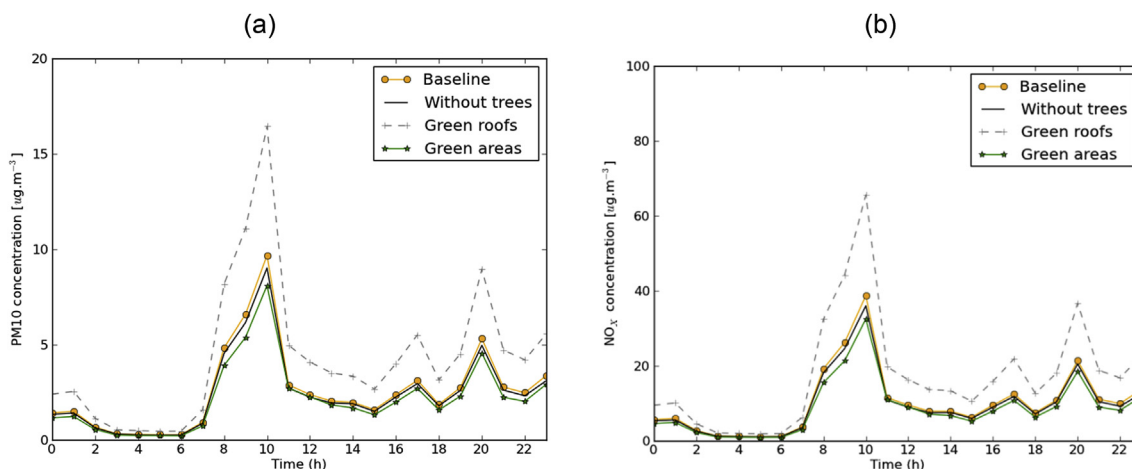 (a)
20
15
10
5
0
PM10 concentration [ug.m⁻³ ]
Baseline
Without trees
Green roofs
Green areas
0 2 4 6 8 10 12 14 16 18 20 22
Time (h)
(b)
100
80
60
40
20
0
NOX concentration [ug.m⁻³ ]
Baseline
Without trees
Green roofs
Green areas
0 2 4 6 8 10 12 14 16 18 20 22
Time (h)